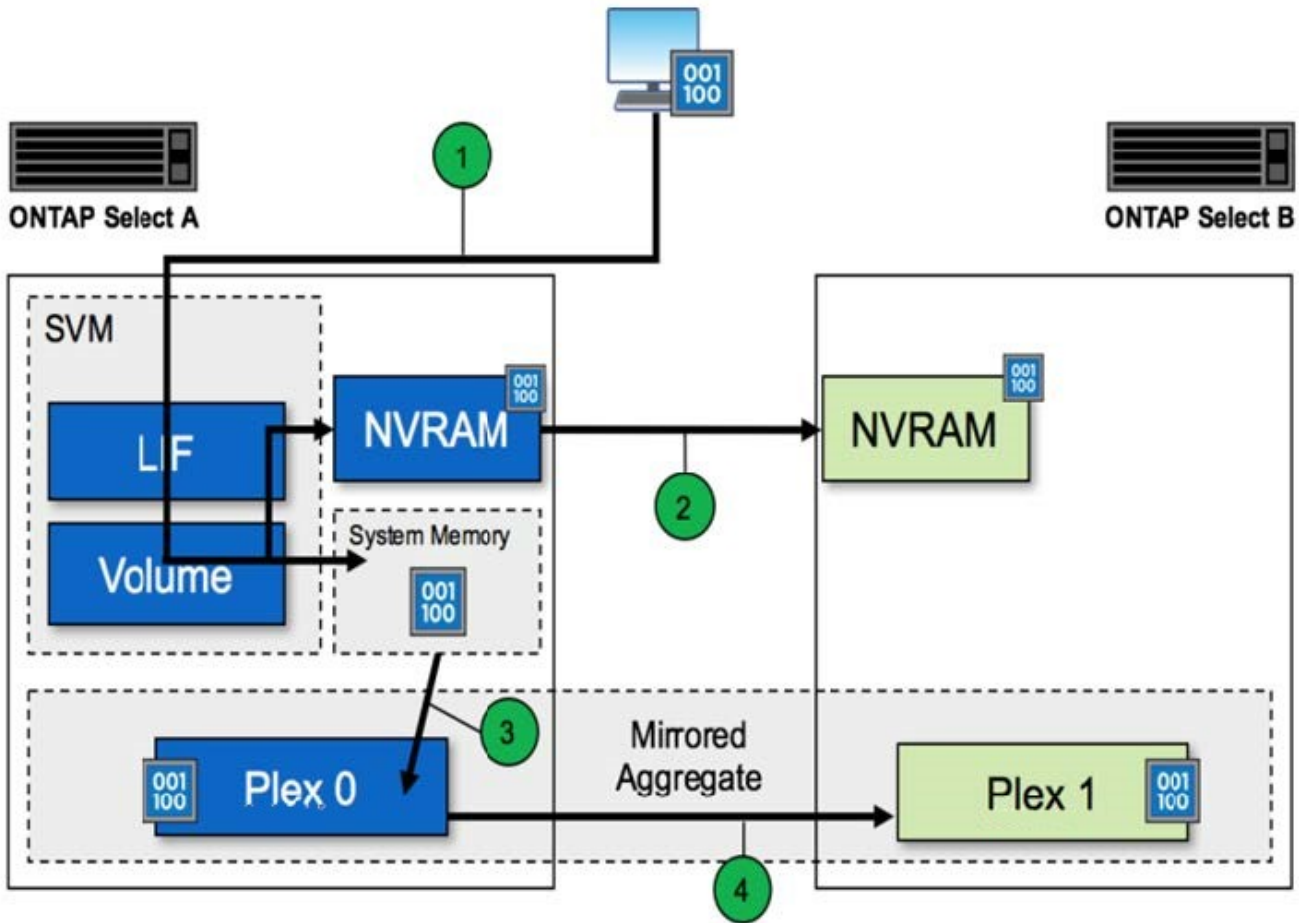 001
100
1
ONTAP Select A
ONTAP Select B
SVM
LIF
Volume
NVRAM
001
100
2
NVRAM
001
100
System Memory
001
100
3
Mirrored
Aggregate
001
100
Plex 0
Plex 1
001
100
4